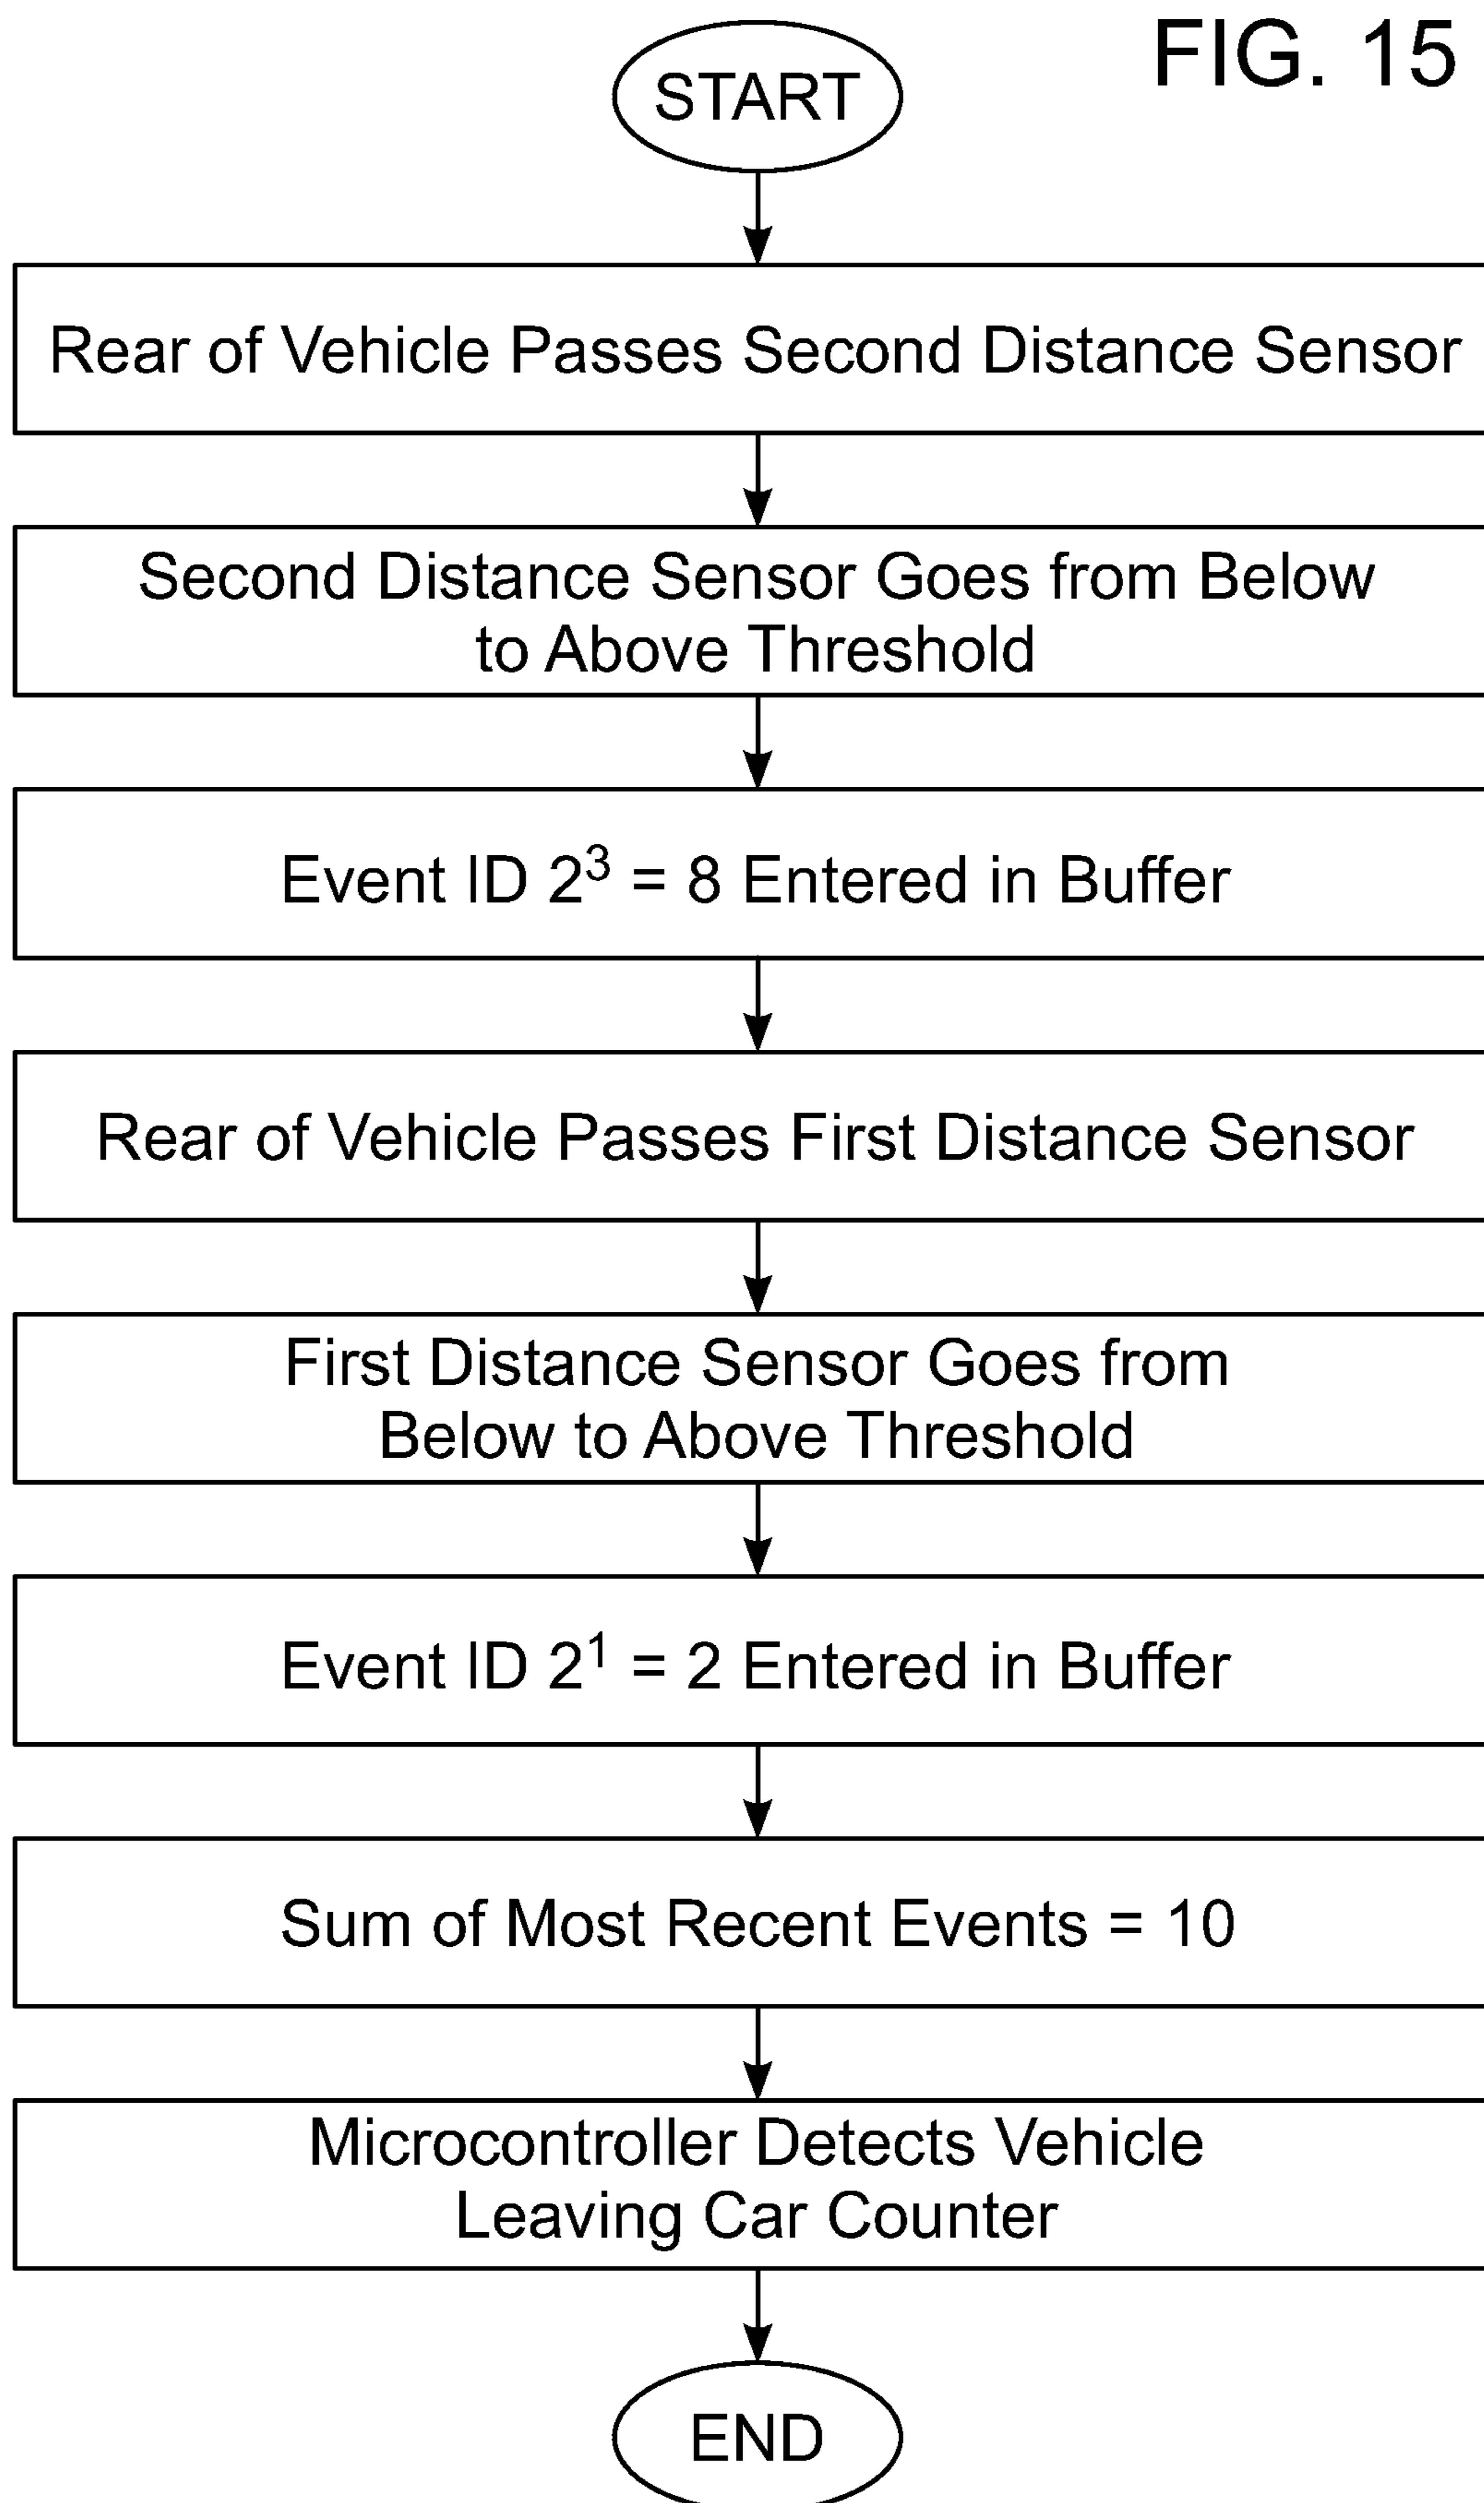 FIG. 15
START
Rear of Vehicle Passes Second Distance Sensor
Second Distance Sensor Goes from Below
to Above Threshold
Event ID 2³ = 8 Entered in Buffer
Rear of Vehicle Passes First Distance Sensor
First Distance Sensor Goes from
Below to Above Threshold
Event ID 2¹ = 2 Entered in Buffer
Sum of Most Recent Events = 10
Microcontroller Detects Vehicle
Leaving Car Counter
END